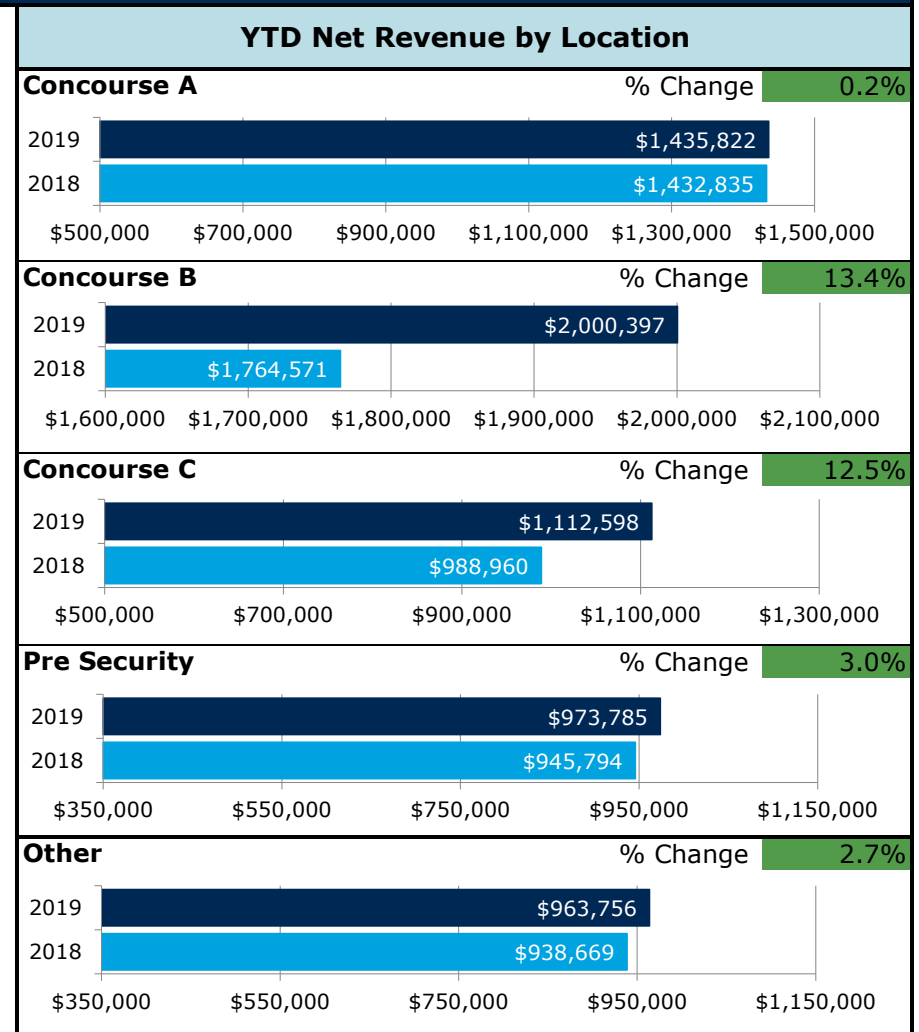 YTD Net Revenue by Location
Concourse A % Change 0.2%
2019 $1,435,822
2018 $1,432,835
$500,000 $700,000 $900,000 $1,100,000 $1,300,000 $1,500,000
Concourse B % Change 13.4%
2019 $2,000,397
2018 $1,764,571
$1,600,000 $1,700,000 $1,800,000 $1,900,000 $2,000,000 $2,100,000
Concourse C % Change 12.5%
2019 $1,112,598
2018 $988,960
$500,000 $700,000 $900,000 $1,100,000 $1,300,000
Pre Security % Change 3.0%
2019 $973,785
2018 $945,794
$350,000 $550,000 $750,000 $950,000 $1,150,000
Other % Change 2.7%
2019 $963,756
2018 $938,669
$350,000 $550,000 $750,000 $950,000 $1,150,000